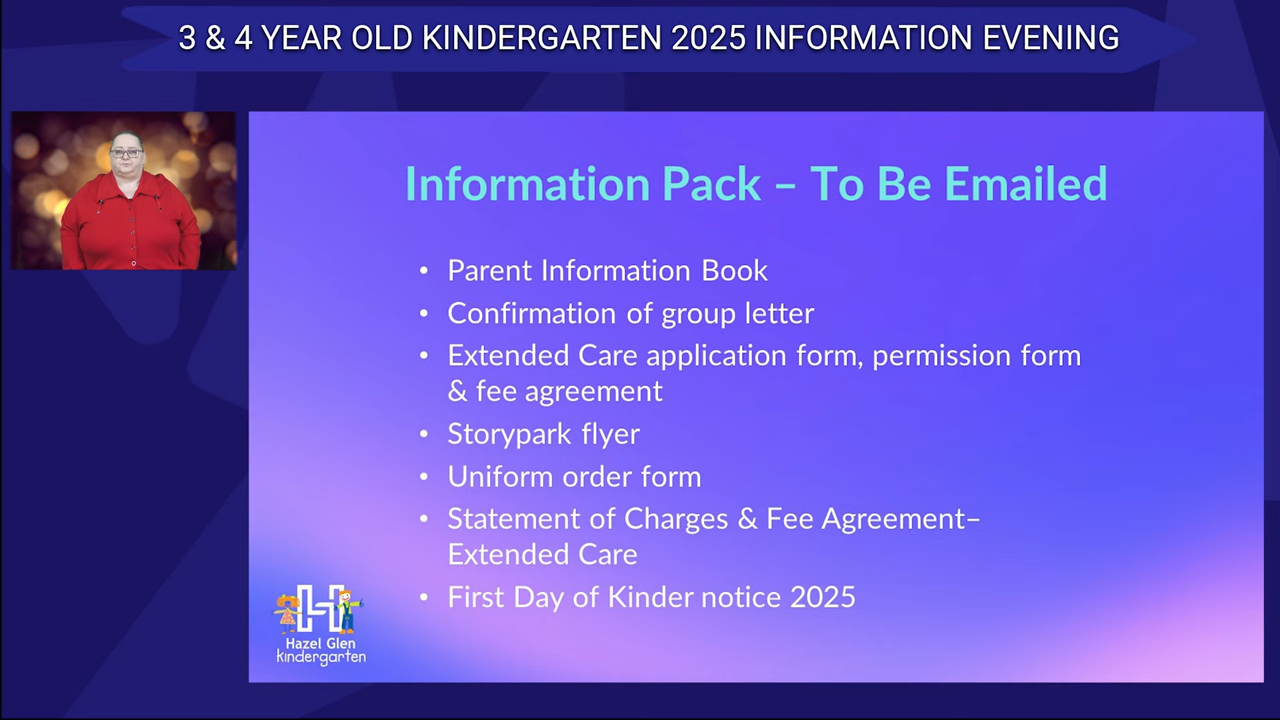 3 & 4 YEAR OLD KINDERGARTEN 2025 INFORMATION EVENING
Information Pack – To Be Emailed
• Parent Information Book
• Confirmation of group letter
• Extended Care application form, permission form
& fee agreement
• Storypark flyer
• Uniform order form
• Statement of Charges & Fee Agreement–
Extended Care
• First Day of Kinder notice 2025
H
Hazel Glen
kindergarten